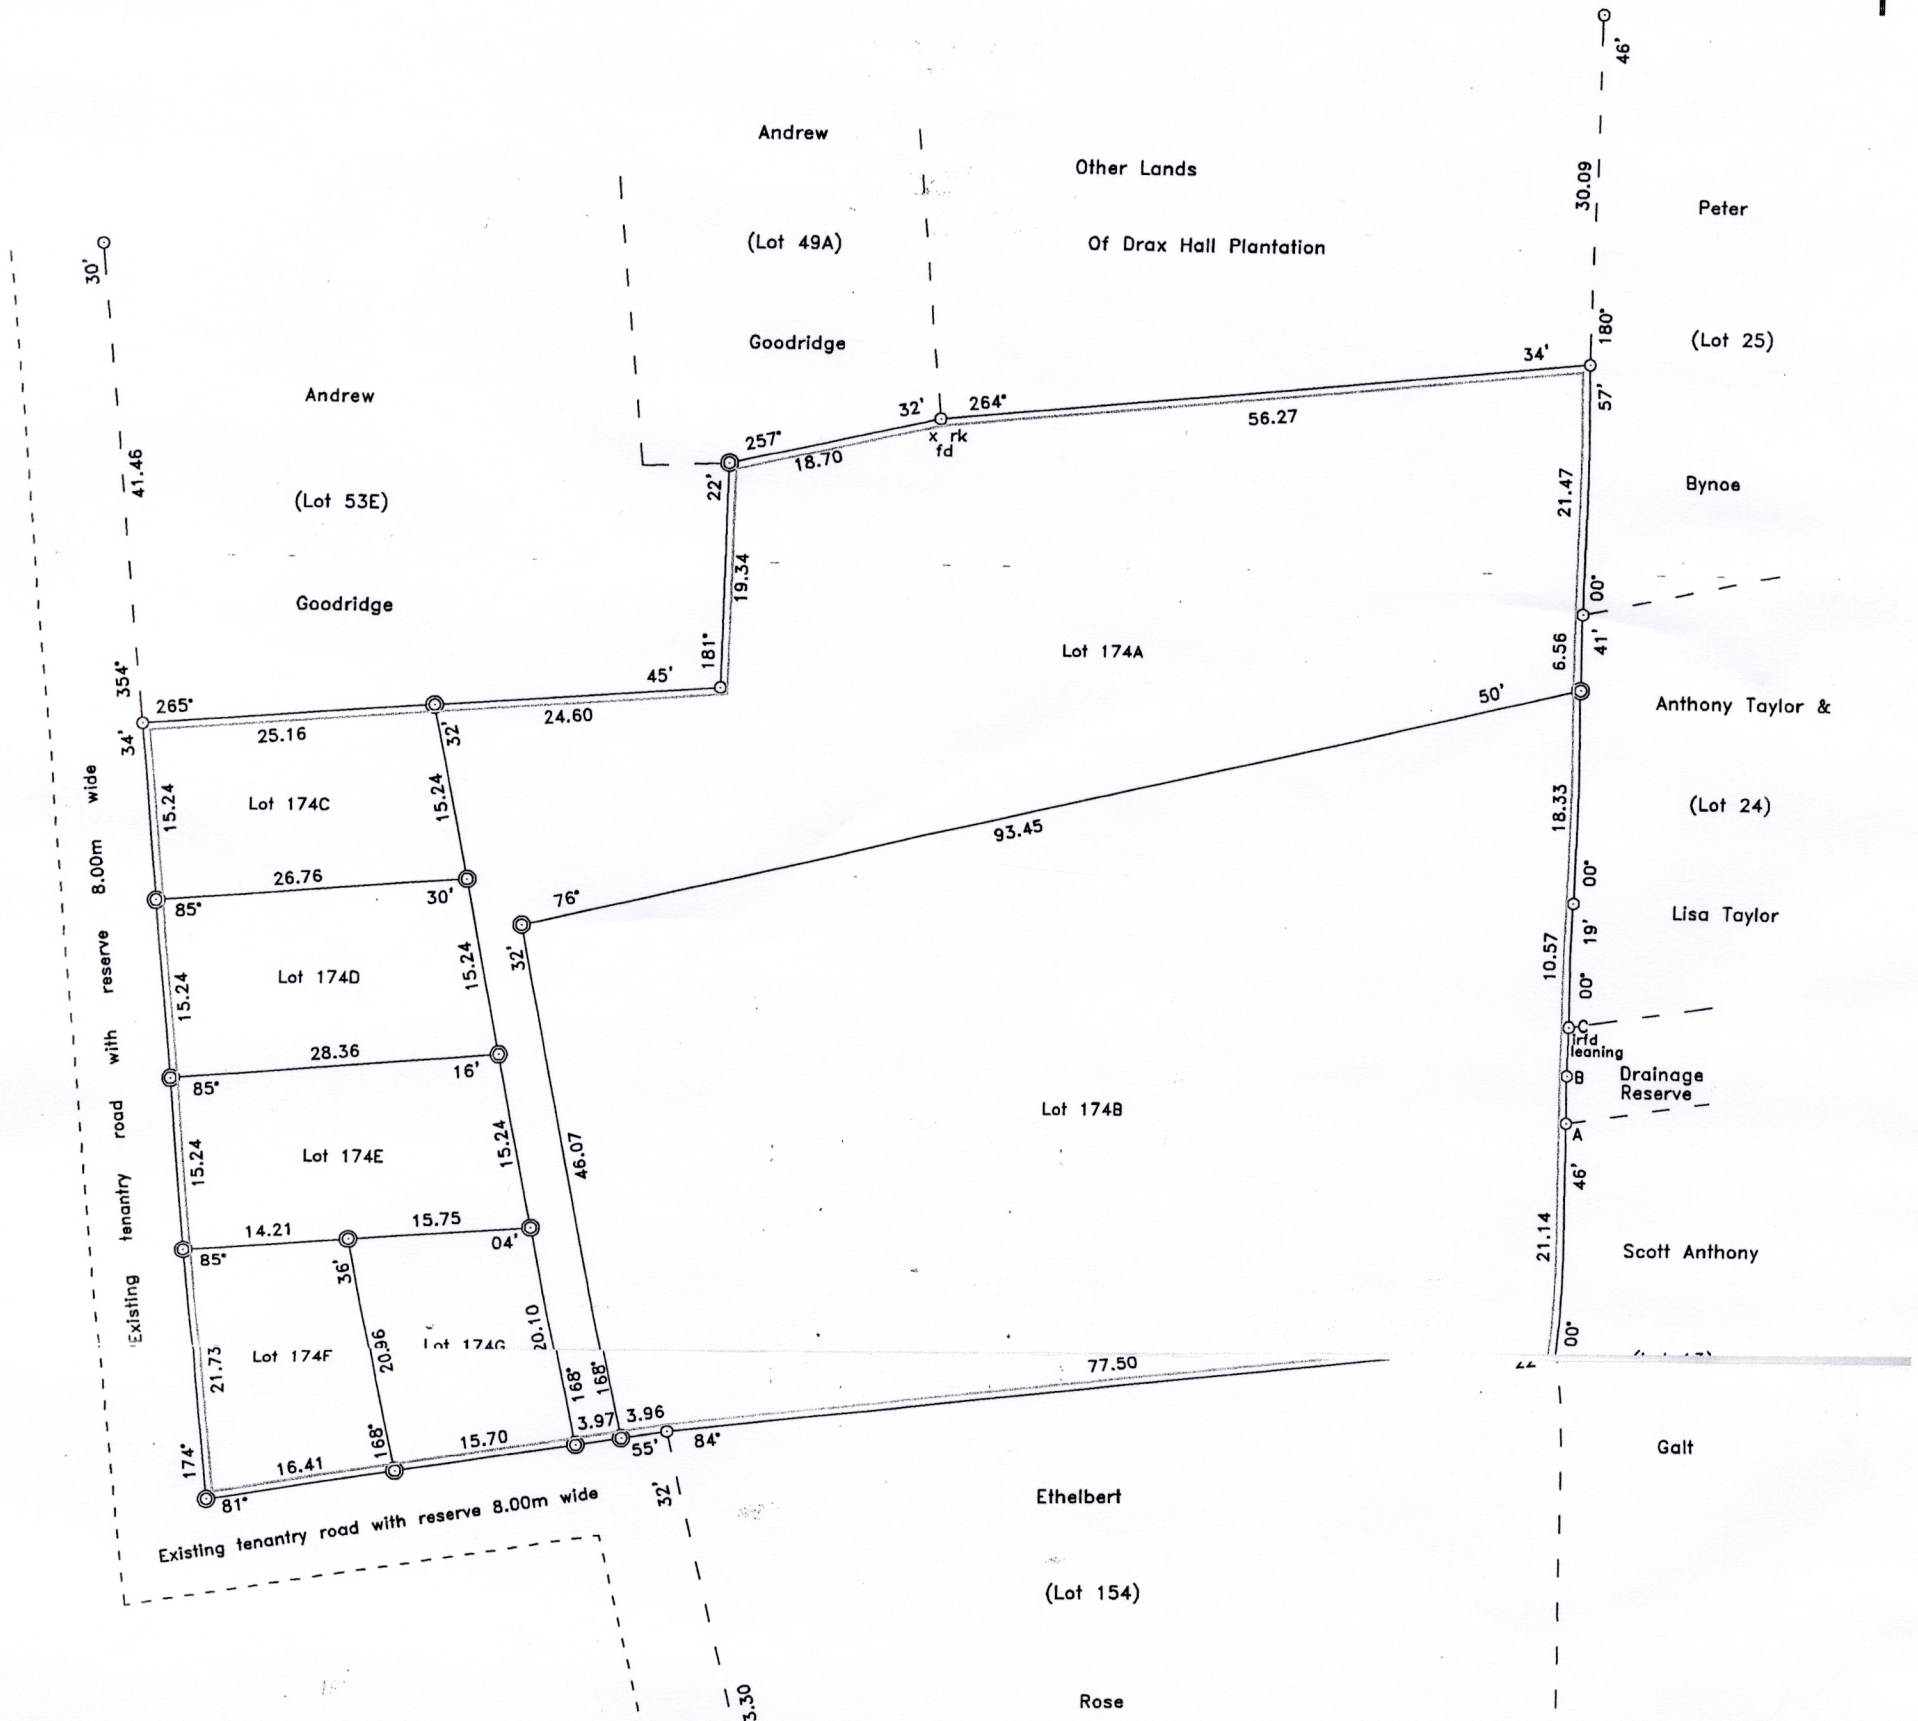 46'
Andrew
Other Lands
30.09
Peter
(Lot 49A)
Of Drax Hall Plantation
30'
Goodridge
180°
(Lot 25)
34'
57'
Andrew
32'
264°
56.27
x rk
fd
257°
18.70
22'
41.46
(Lot 53E)
21.47
Bynoe
19.34
Goodridge
00°
41'
6.56
181°
Lot 174A
45'
354°
265°
24.60
50'
Anthony Taylor &
34'
25.16
32'
15.24
Lot 174C
15.24
(Lot 24)
18.33
93.45
26.76
30'
85°
76°
00°
Lisa Taylor
19'
32'
10.57
15.24
Lot 174D
15.24
00°
C
irfd
leaning
28.36
16'
85°
B
Drainage
Reserve
Lot 174B
A
15.24
Lot 174E
15.24
46.07
46'
14.21
15.75
04'
85°
21.14
Scott Anthony
36'
20.10
00°
Lot 174F
20.96
Lot 174G
21.73
77.50
168°
168°
3.97
3.96
55'
84°
174°
168°
15.70
16.41
81°
Galt
32'
Existing tenantry road with reserve 8.00m wide
Existing tenantry road with reserve 8.00m wide
Ethelbert
(Lot 154)
3.30
Rose